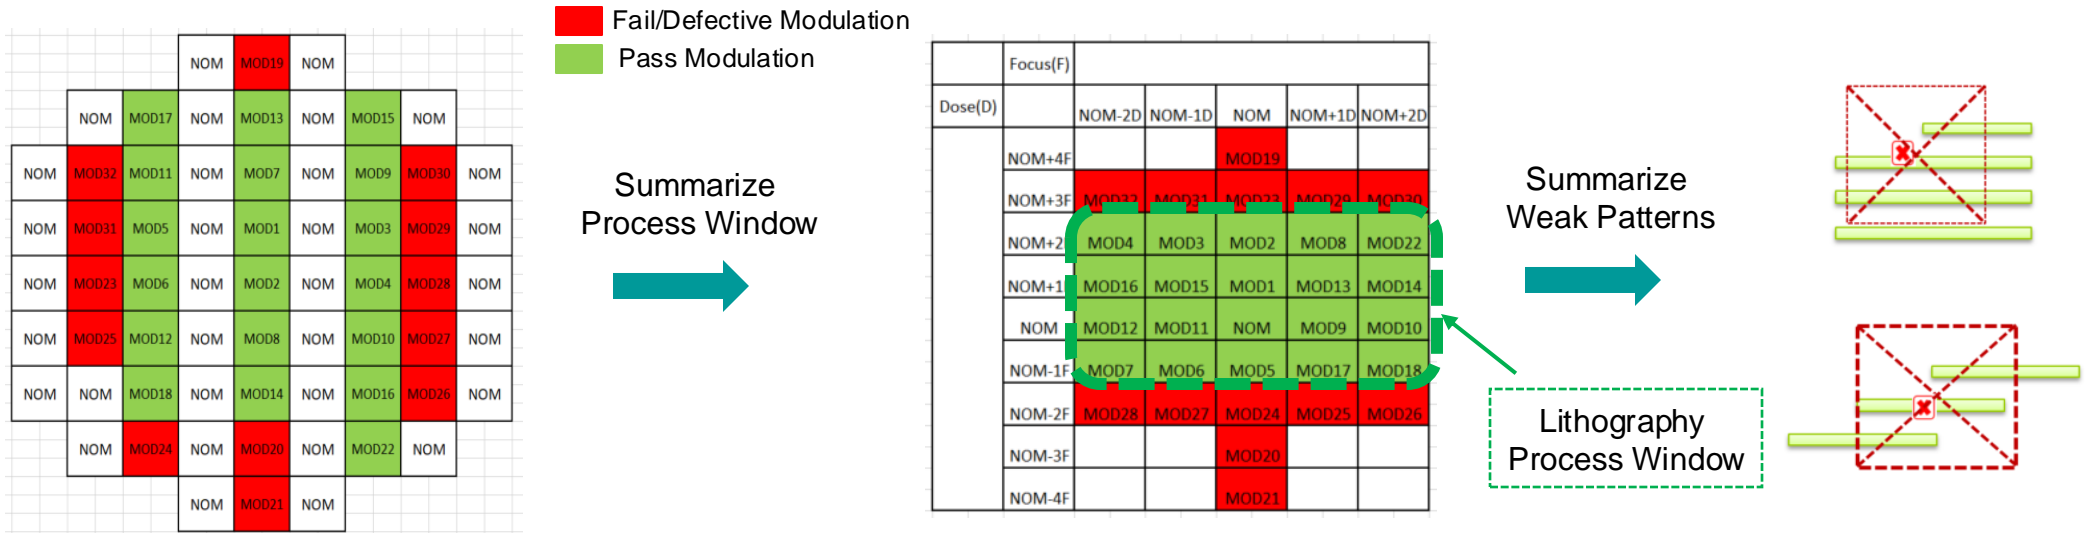 Fail/Defective Modulation
Pass Modulation
NOM MOD19 NOM
NOM MOD17 NOM MOD13 NOM MOD15 NOM
NOM MOD32 MOD11 NOM MOD7 NOM MOD9 MOD30 NOM
NOM MOD31 MOD5 NOM MOD1 NOM MOD3 MOD29 NOM
NOM MOD23 MOD6 NOM MOD2 NOM MOD4 MOD28 NOM
NOM MOD25 MOD12 NOM MOD8 NOM MOD10 MOD27 NOM
NOM NOM MOD18 NOM MOD14 NOM MOD16 MOD26 NOM
NOM MOD24 NOM MOD20 NOM MOD22 NOM
NOM MOD21 NOM
Summarize
Process Window
Focus(F)
Dose(D) NOM-2D NOM-1D NOM NOM+1D NOM+2D
NOM+4F MOD19
NOM+3F MOD32 MOD31 MOD23 MOD29 MOD30
NOM+2 MOD4 MOD3 MOD2 MOD8 MOD22
NOM+1 MOD16 MOD15 MOD1 MOD13 MOD14
NOM MOD12 MOD11 NOM MOD9 MOD10
NOM-1F MOD7 MOD6 MOD5 MOD17 MOD18
NOM-2F MOD28 MOD27 MOD24 MOD25 MOD26
NOM-3F MOD20
NOM-4F MOD21
Summarize
Weak Patterns
Lithography
Process Window